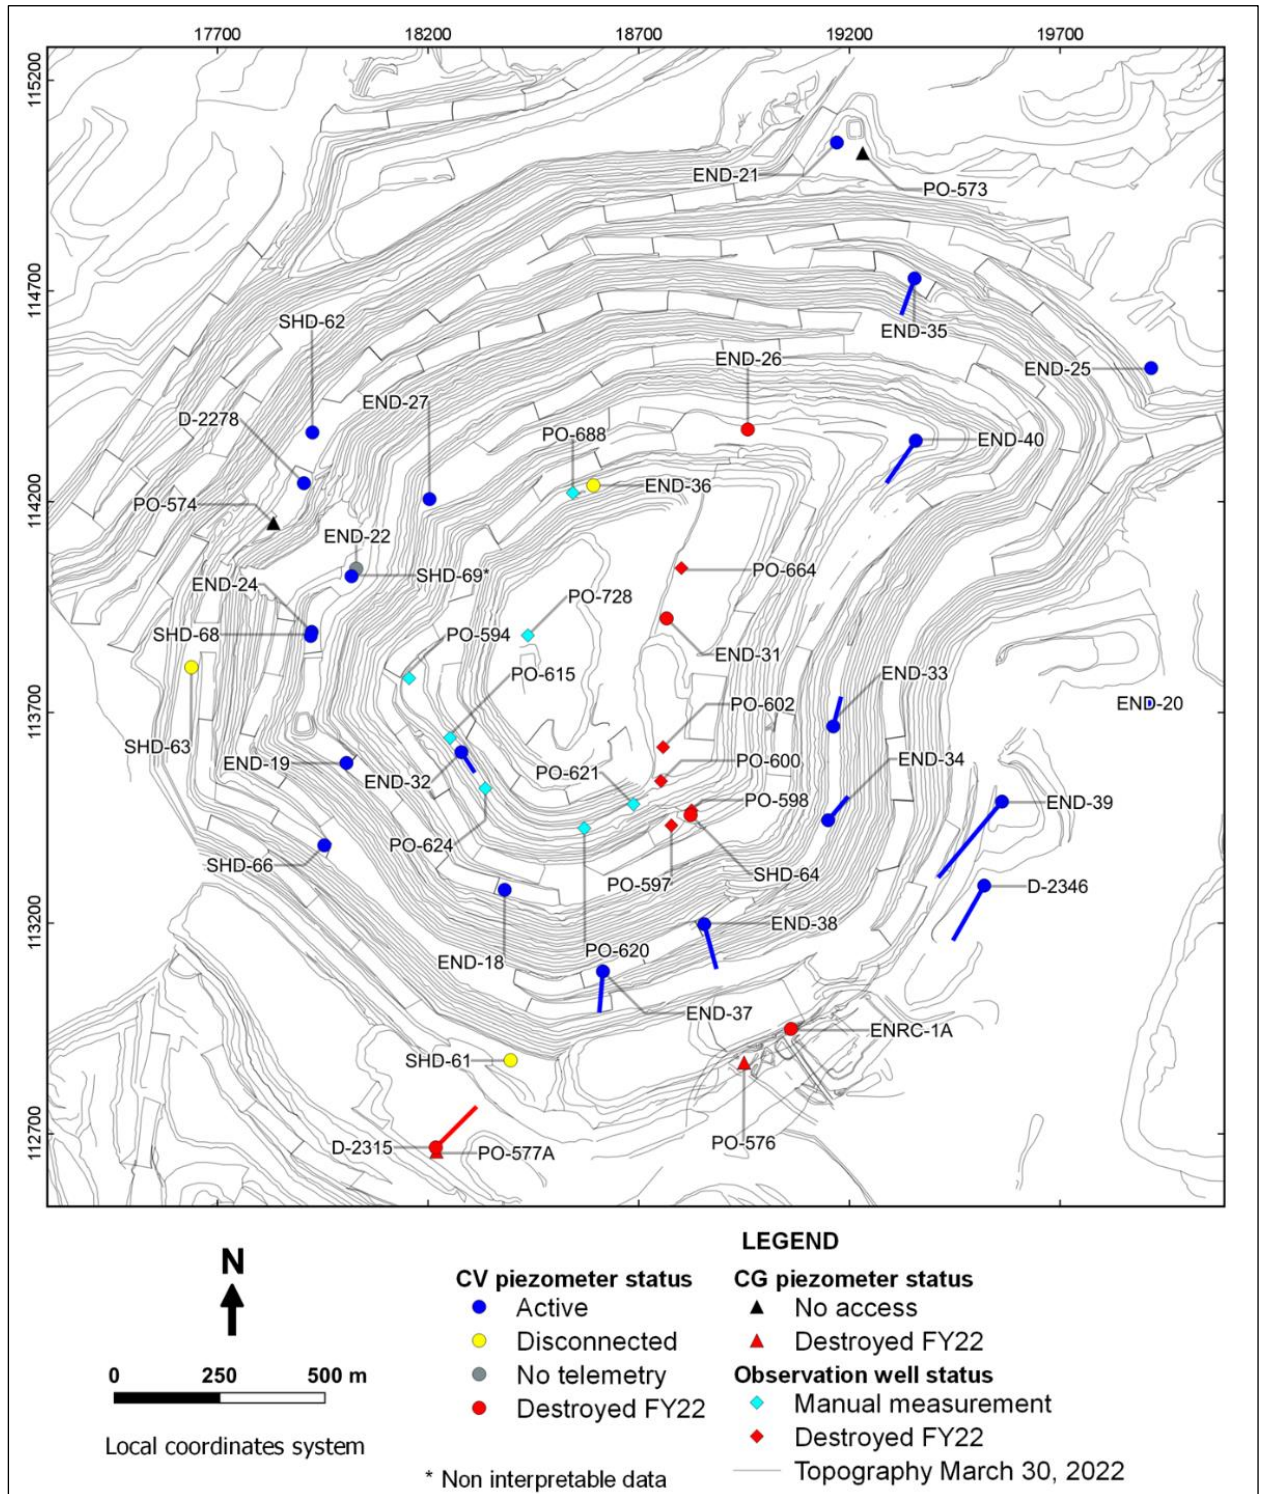 17700
18200
18700
19200
19700
115200
114700
114200
113700
113200
112700
END-21
PO-573
END-35
SHD-62
END-26
END-25
END-27
D-2278
PO-688
END-40
END-36
PO-574
END-22
SHD-69*
PO-664
END-24
PO-728
SHD-68
PO-594
END-31
PO-615
END-33
PO-602
END-20
SHD-63
END-19
END-32
PO-621
PO-600
END-34
PO-598
END-39
PO-624
SHD-66
PO-597
SHD-64
D-2346
END-38
PO-620
END-18
END-37
ENRC-1A
SHD-61
PO-576
D-2315
PO-577A
N
0 250 500 m
Local coordinates system
LEGEND
CV piezometer status
Active
Disconnected
No telemetry
Destroyed FY22
* Non interpretable data
CG piezometer status
No access
Destroyed FY22
Observation well status
Manual measurement
Destroyed FY22
Topography March 30, 2022